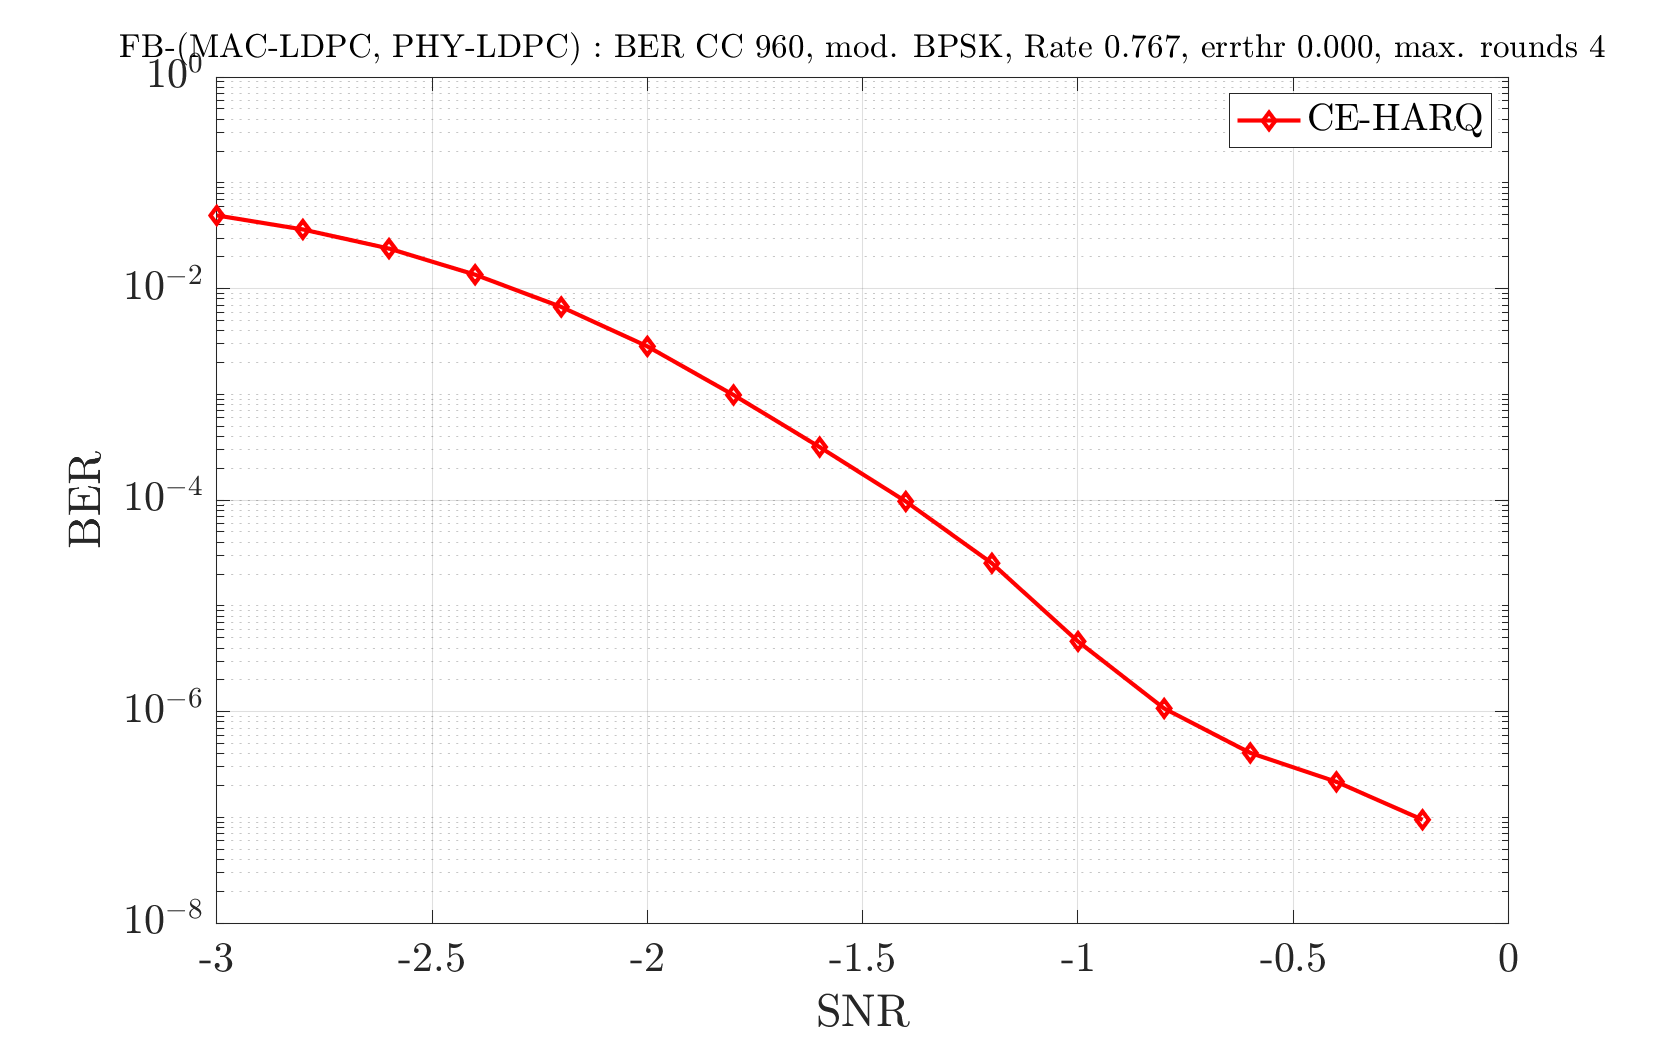 FB-(MAC-LDPC, PHY-LDPC) : BER CC 960, mod. BPSK, Rate 0.767, errthr 0.000, max. rounds 4
10^0
CE-HARQ
10^-2
10^-4
10^-6
10^-8
BER
-3 -2.5 -2 -1.5 -1 -0.5 0
SNR